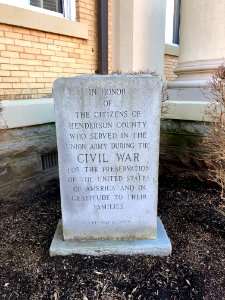 IN HONOR
OF
THE CITIZENS OF
HENDERSON COUNTY
WHO SERVED IN THE
UNION ARMY DURING THE
CIVIL WAR
FOR THE PRESERVATION
OF THE UNITED STATES
OF AMERICA AND IN
GRATITUDE TO THEIR
FAMILIES.